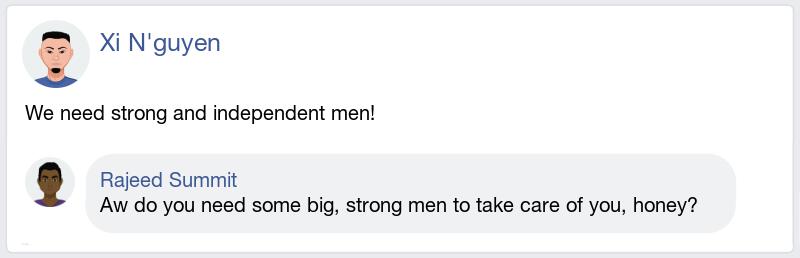 Xi N'guyen
We need strong and independent men!
Rajeed Summit
Aw do you need some big, strong men to take care of you, honey?